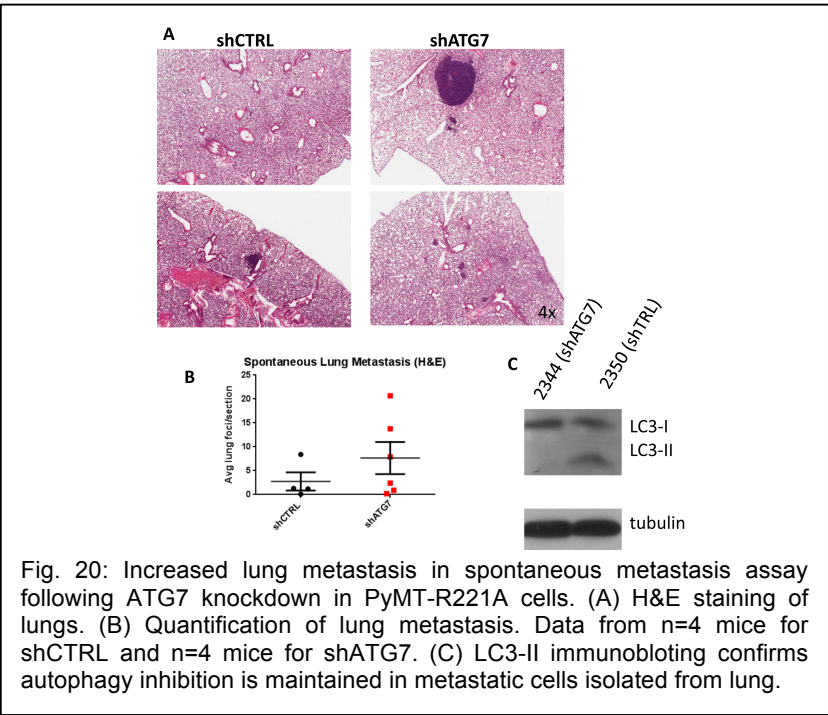 A
shCTRL
shATG7
4x
B
Spontaneous Lung Metastasis (H&E)
Avg lung foci/section
25
20
15
10
5
0
shCTRL
shATG7
C
2344 (shATG7)
2350 (shTRL)
LC3-I
LC3-II
tubulin
Fig. 20: Increased lung metastasis in spontaneous metastasis assay
following ATG7 knockdown in PyMT-R221A cells. (A) H&E staining of
lungs. (B) Quantification of lung metastasis. Data from n=4 mice for
shCTRL and n=4 mice for shATG7. (C) LC3-II immunobloting confirms
autophagy inhibition is maintained in metastatic cells isolated from lung.